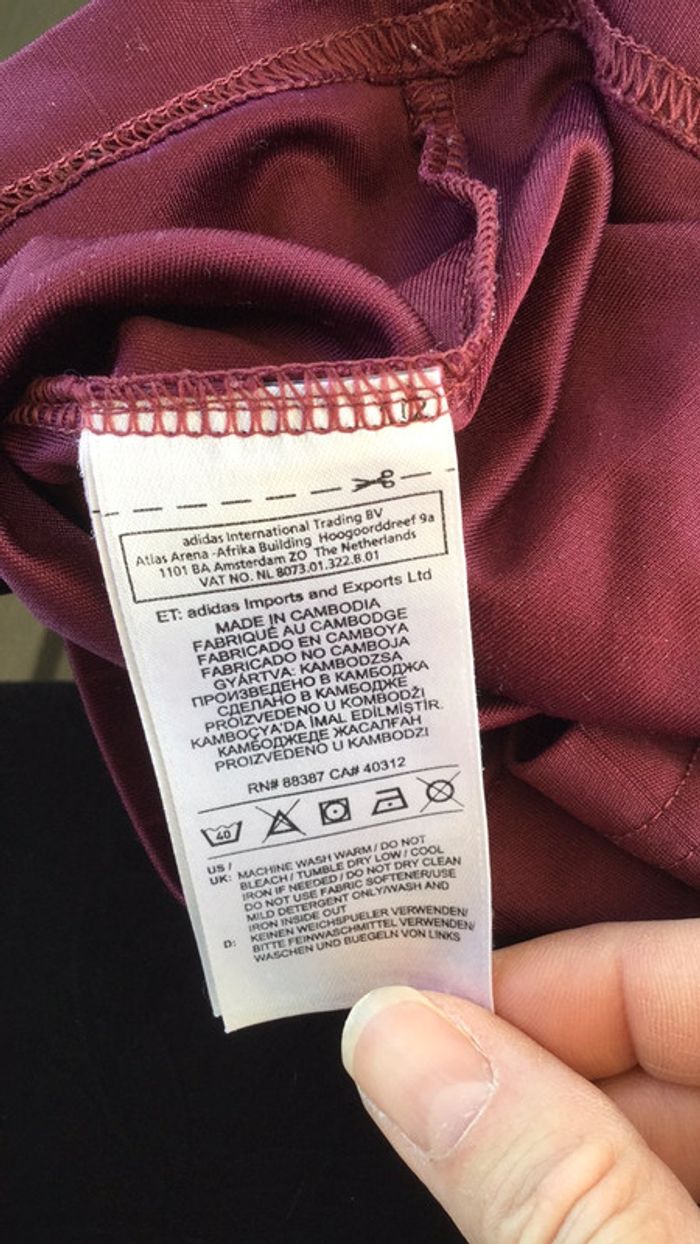 12
adidas International Trading BV
Atlas Arena -Afrika Building Hoogoorddreef 9a
1101 BA Amsterdam ZO The Netherlands
VAT NO. NL 8073.01.322.B.01
ET: adidas Imports and Exports Ltd
MADE IN CAMBODIA
FABRIQUÉ AU CAMBODGE
FABRICADO EN CAMBOYA
FABRICADO NO CAMBOJA
GYÁRTVA: KAMBODZSA
ПРОИЗВЕДЕНО В КАМБОДЖА
СДЕЛАНО В КАМБОДЖЕ
PROIZVEDENO U KOMBODŽI
KAMBOÇYA'DA İMAL EDİLMİŞTİR.
КАМБОДЖЕДЕ ЖАСАЛҒАН
PROIZVEDENO U KAMBODZI
RN# 88387 CA# 40312
40
US /
UK: MACHINE WASH WARM / DO NOT
BLEACH / TUMBLE DRY LOW / COOL
IRON IF NEEDED / DO NOT DRY CLEAN
DO NOT USE FABRIC SOFTENER/USE
MILD DETERGENT ONLY/WASH AND
IRON INSIDE OUT
D: KEINEN WEICHSPUELER VERWENDEN/
BITTE FEINWASCHMITTEL VERWENDEN/
WASCHEN UND BUEGELN VON LINKS